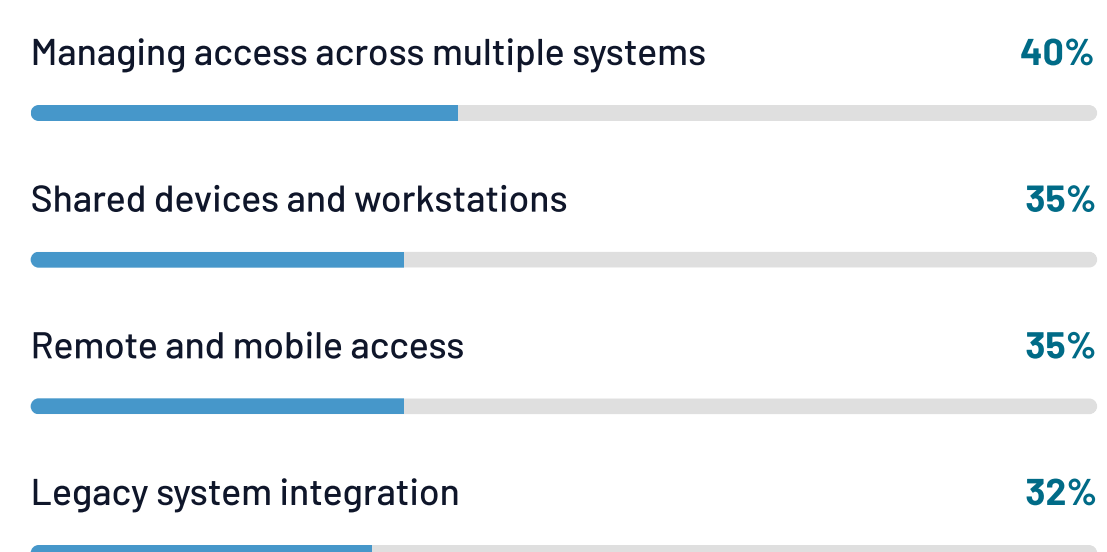 Managing access across multiple systems 40%
Shared devices and workstations 35%
Remote and mobile access 35%
Legacy system integration 32%